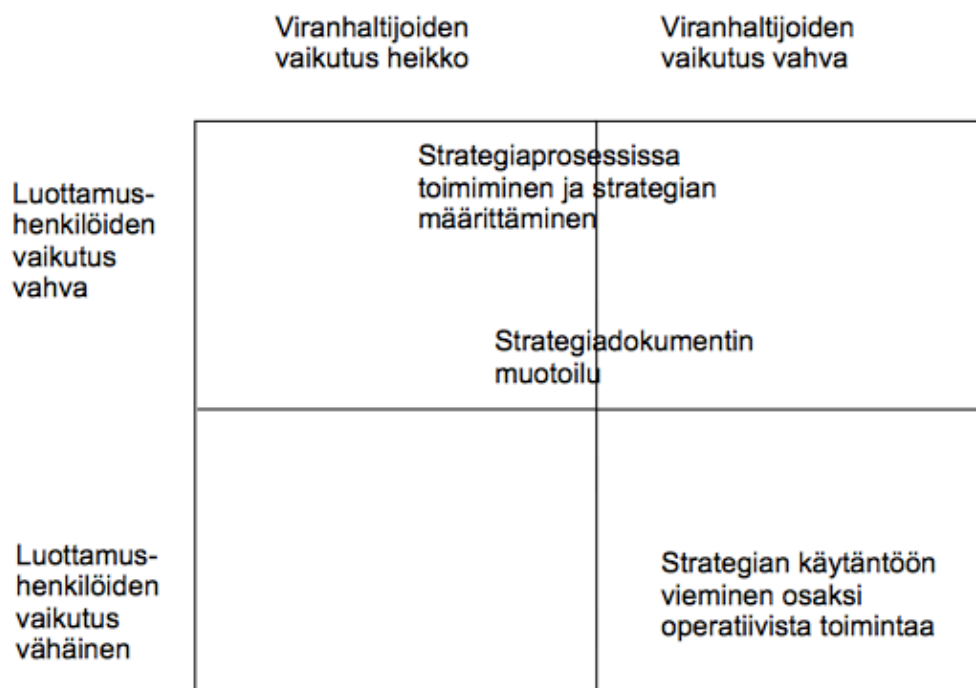 Viranhaltijoiden
vaikutus heikko
Viranhaltijoiden
vaikutus vahva
Luottamus-
henkilöiden
vaikutus
vahva
Strategiaprosessissa
toimiminen ja strategian
määrittäminen
Strategiadokumentin
muotoilu
Luottamus-
henkilöiden
vaikutus
vähäinen
Strategian käytäntöön
vieminen osaksi
operatiivista toimintaa